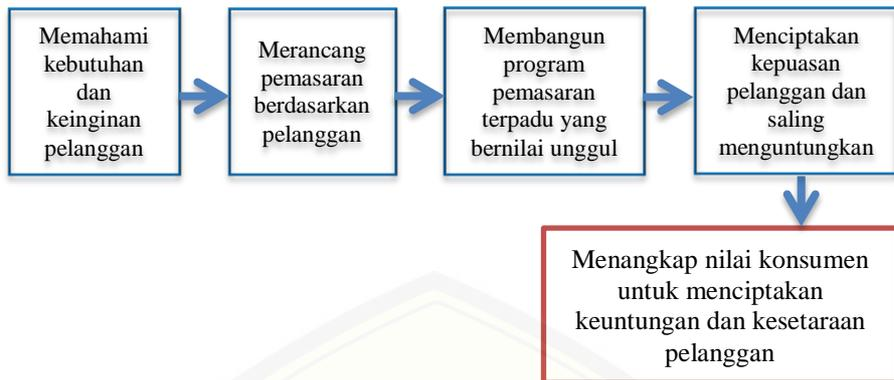 Memahami
kebutuhan
dan
keinginan
pelanggan
Merancang
pemasaran
berdasarkan
pelanggan
Membangun
program
pemasaran
terpadu yang
bernilai unggul
Menciptakan
kepuasan
pelanggan dan
saling
menguntungkan
Menangkap nilai konsumen
untuk menciptakan
keuntungan dan kesetaraan
pelanggan